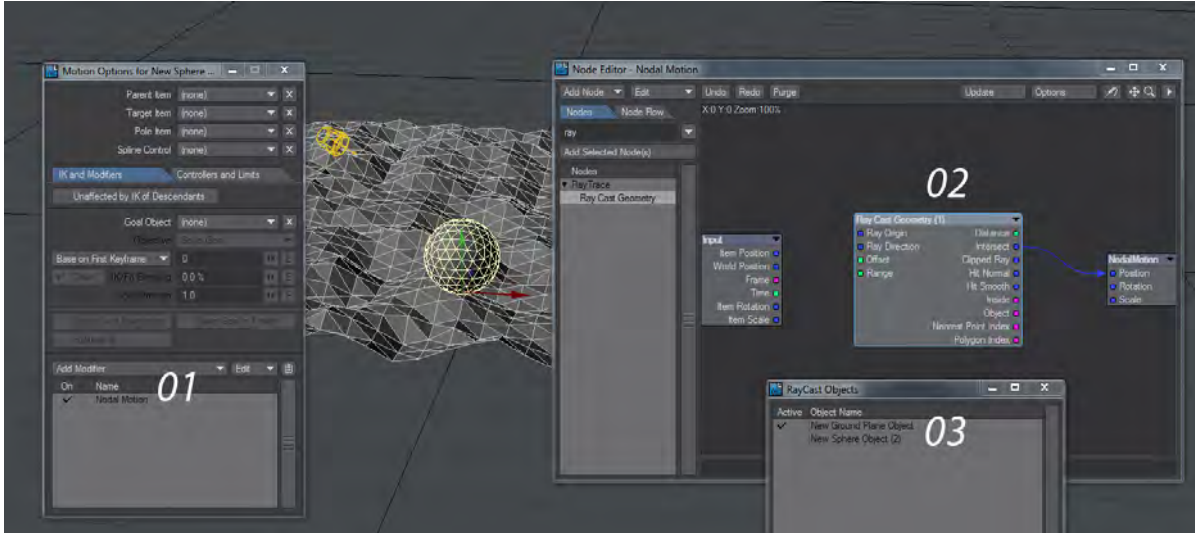 Motion Options for New Sphere ...
Parent Item (none) X
Target Item (none) X
Pole Item (none) X
Spline Control (none) X
IK and Modifiers Controllers and Limits
Unaffected by IK of Descendants
Goal Object (none) X
Base on First Keyframe 0 E
0.0 % E
1.0 E
Add Modifier Edit
On Name
Nodal Motion
01
Node Editor - Nodal Motion
Add Node Edit Undo Redo Purge Update Options
Nodes Node Flow X:0 Y:0 Zoom:100%
ray
Add Selected Node(s)
Nodes
RayTrace
Ray Cast Geometry
02
Input
Item Position
World Position
Frame
Time
Item Rotation
Item Scale
Ray Cast Geometry (1)
Ray Origin Distance
Ray Direction Intersect
Offset Clipped Ray
Range Hit Normal
Hit Smooth
Inside
Object
Nearest Point Index
Polygon Index
NodalMotion
Position
Rotation
Scale
RayCast Objects
Active Object Name
New Ground Plane Object
New Sphere Object (2)
03